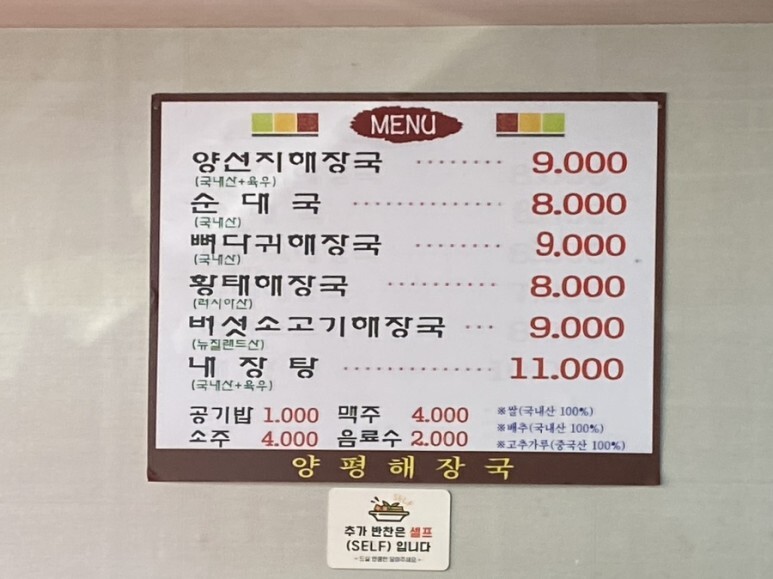 MENU
양선지해장국 ········ 9.000
(국내산+육우)
순 대 국 ·············· 8.000
(국내산)
뼈다귀해장국 ········ 9.000
(국내산)
황태해장국 ··········· 8.000
(러시아산)
버섯소고기해장국 ··· 9.000
(뉴질랜드산)
내 장 탕 ·············· 11.000
(국내산+육우)
공기밥 1.000 맥주 4.000 ※쌀(국내산 100%)
※배추(국내산 100%)
소주 4.000 음료수 2.000 ※고추가루(중국산 100%)
양평해장국
추가 반찬은 셀프
(SELF) 입니다